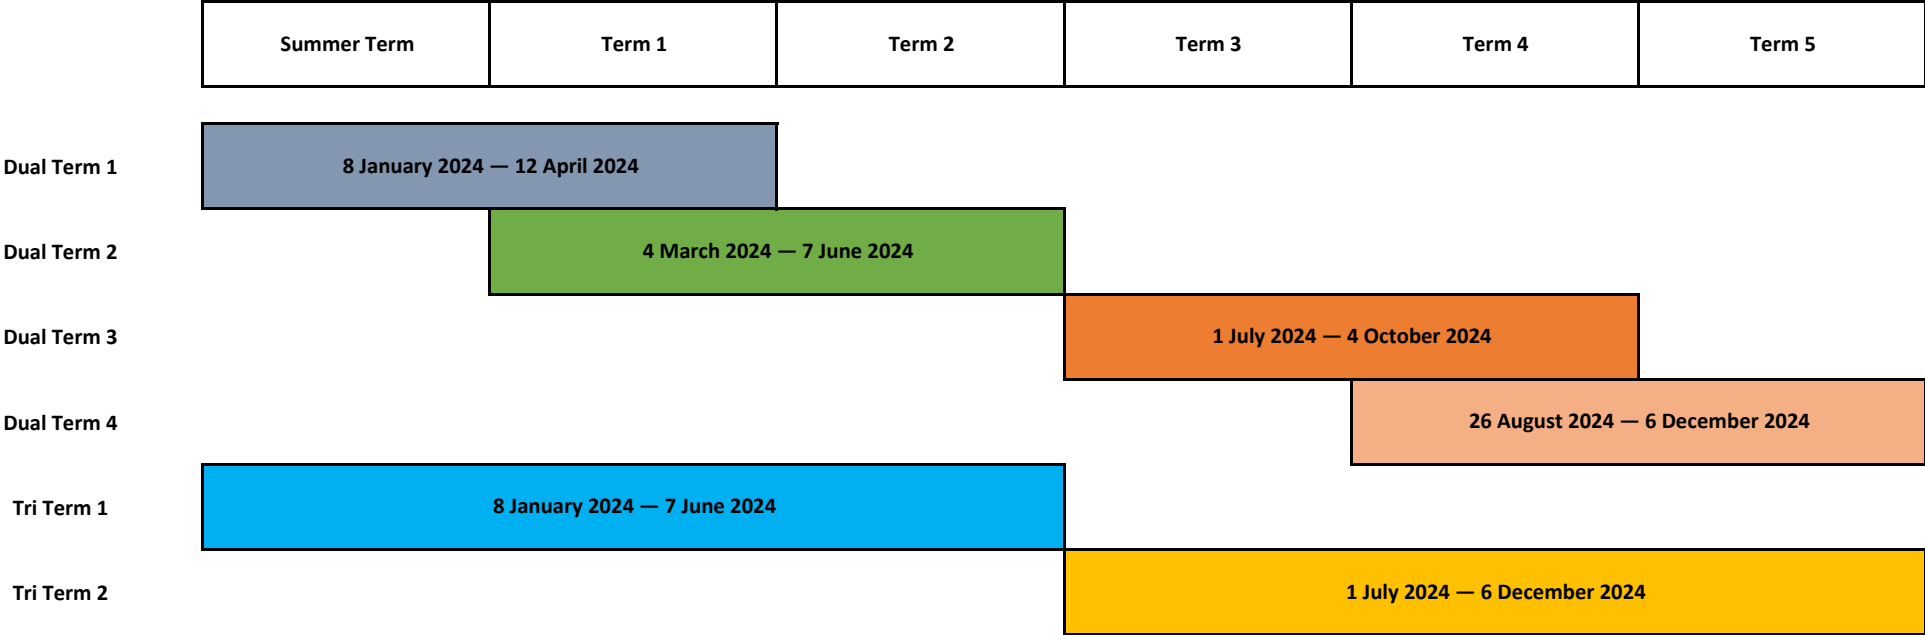 Summer Term Term 1 Term 2 Term 3 Term 4 Term 5
Dual Term 1 8 January 2024 — 12 April 2024
Dual Term 2 4 March 2024 — 7 June 2024
Dual Term 3 1 July 2024 — 4 October 2024
Dual Term 4 26 August 2024 — 6 December 2024
Tri Term 1 8 January 2024 — 7 June 2024
Tri Term 2 1 July 2024 — 6 December 2024